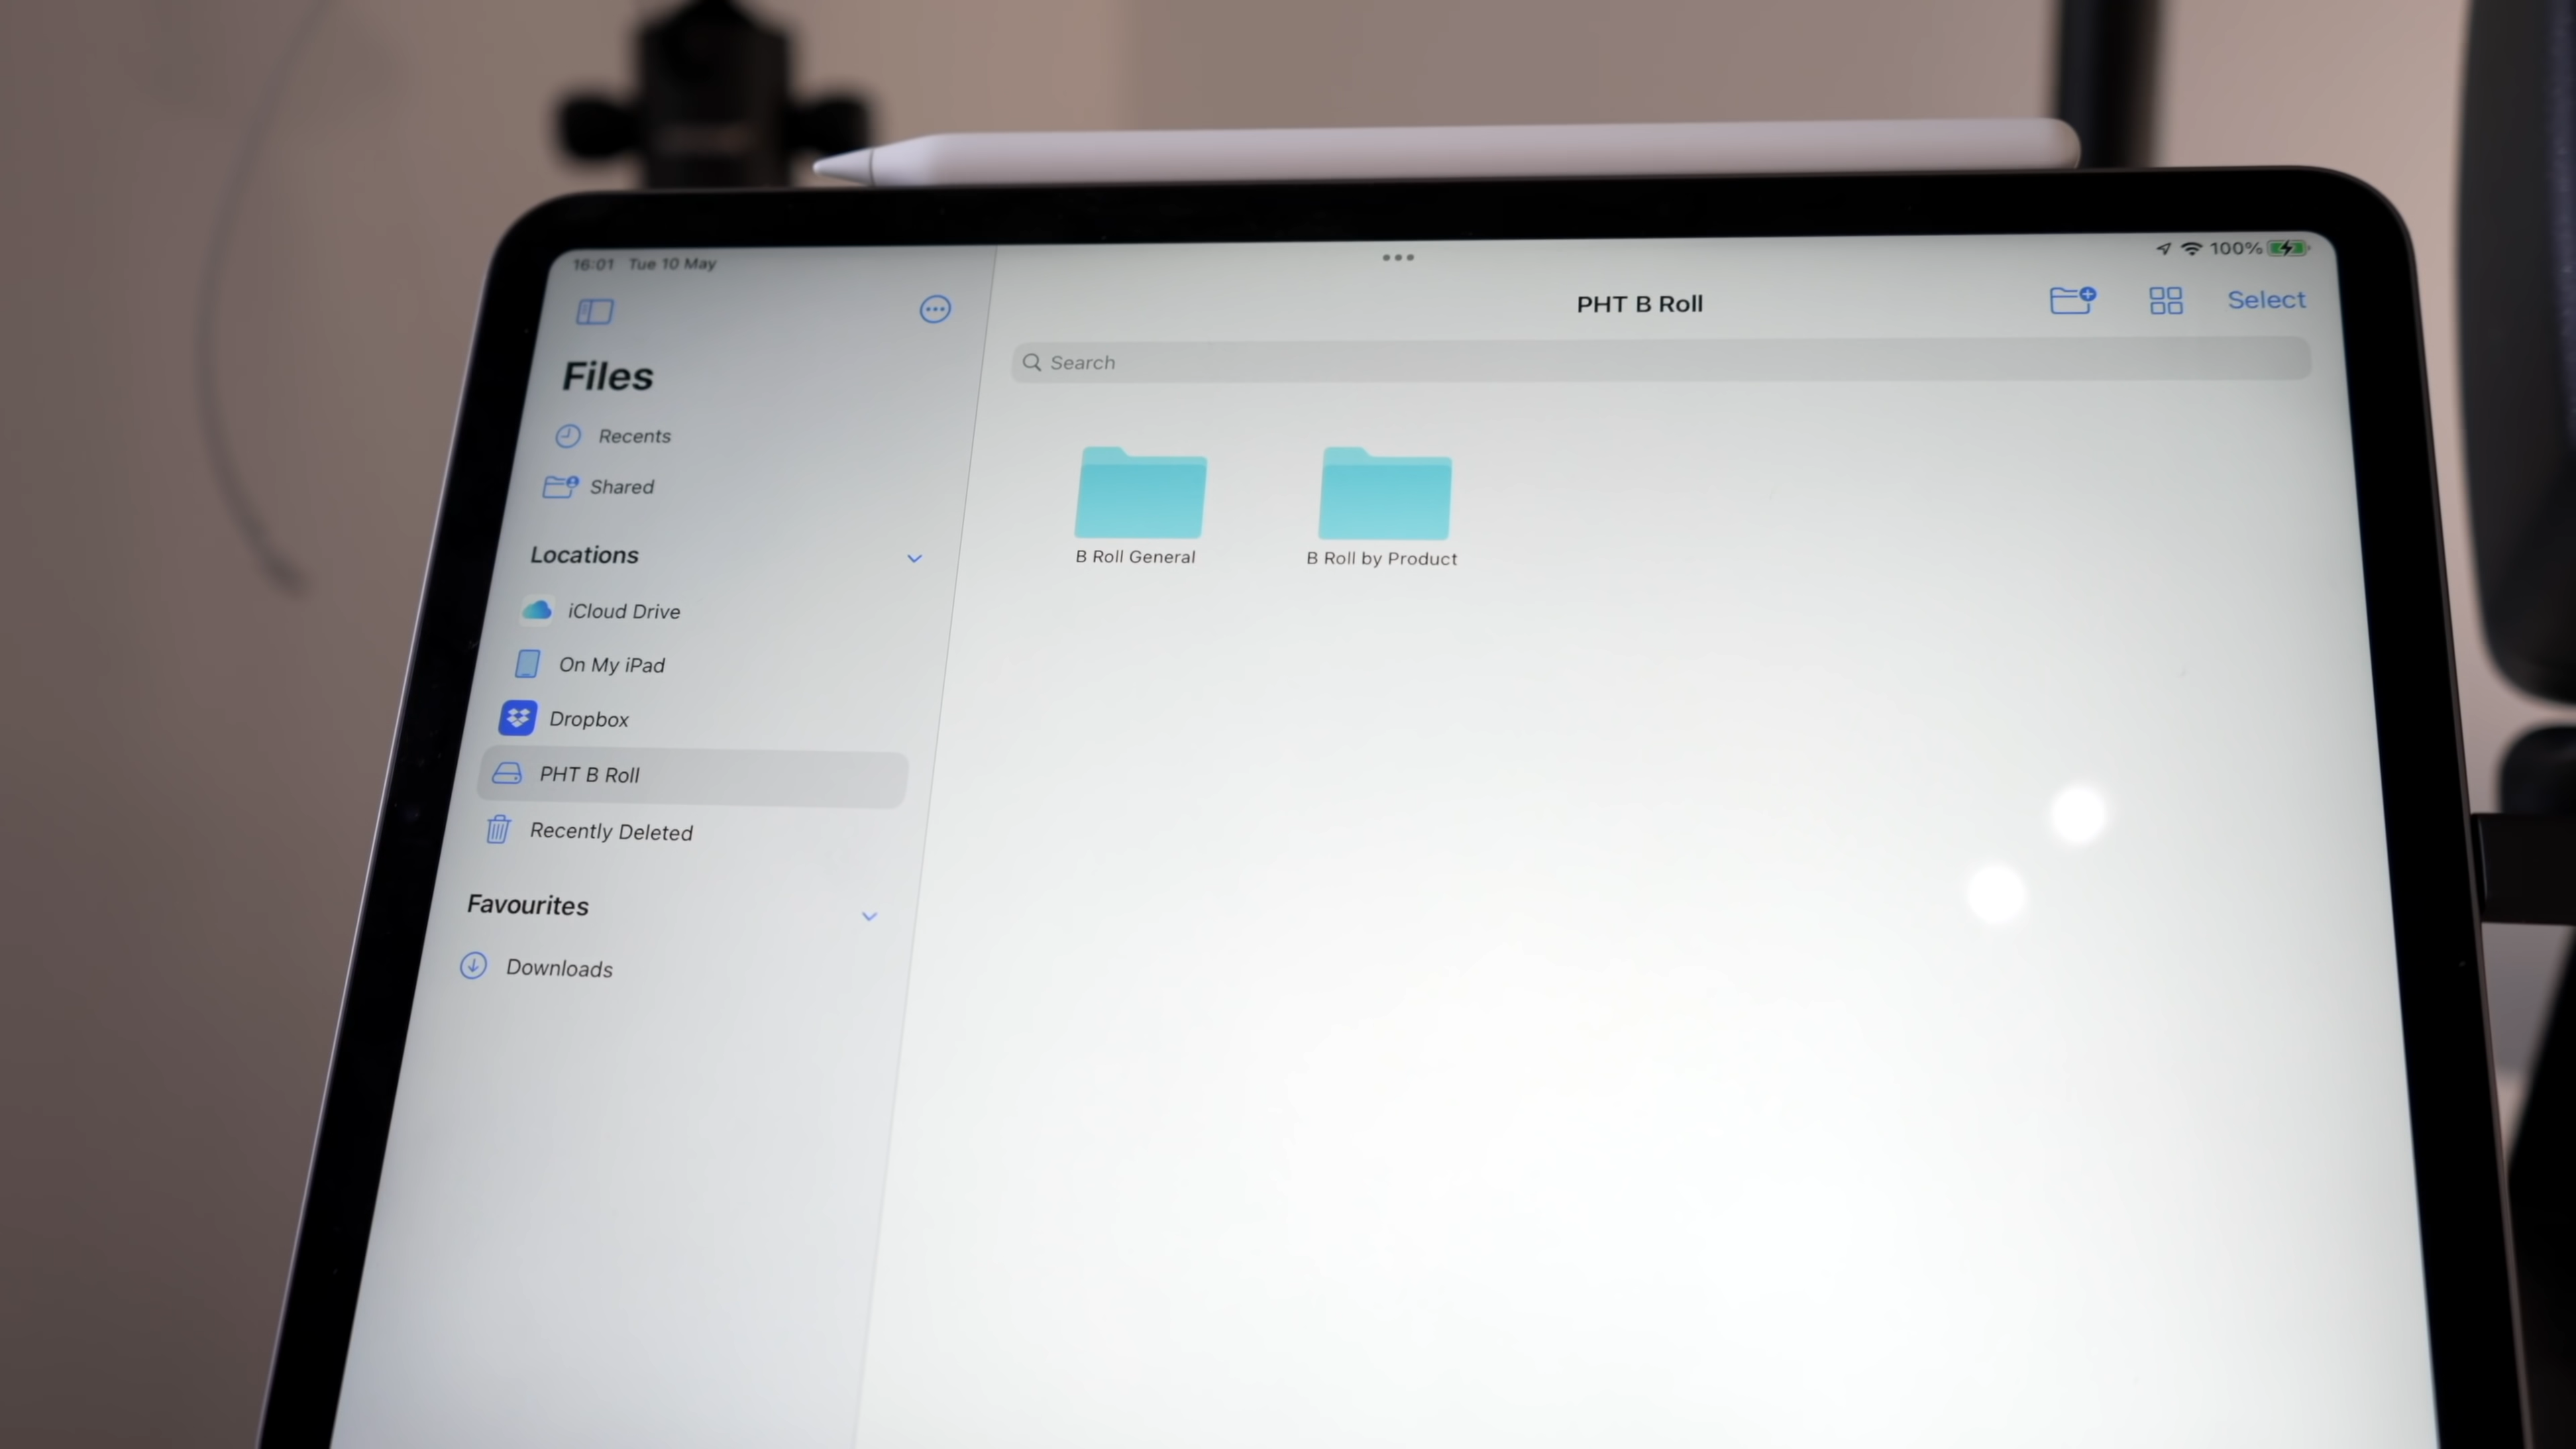 16:01 Tue 10 May
100%
Files
Recents
Shared
Locations
iCloud Drive
On My iPad
Dropbox
PHT B Roll
Recently Deleted
Favourites
Downloads
PHT B Roll
Select
Search
B Roll General
B Roll by Product